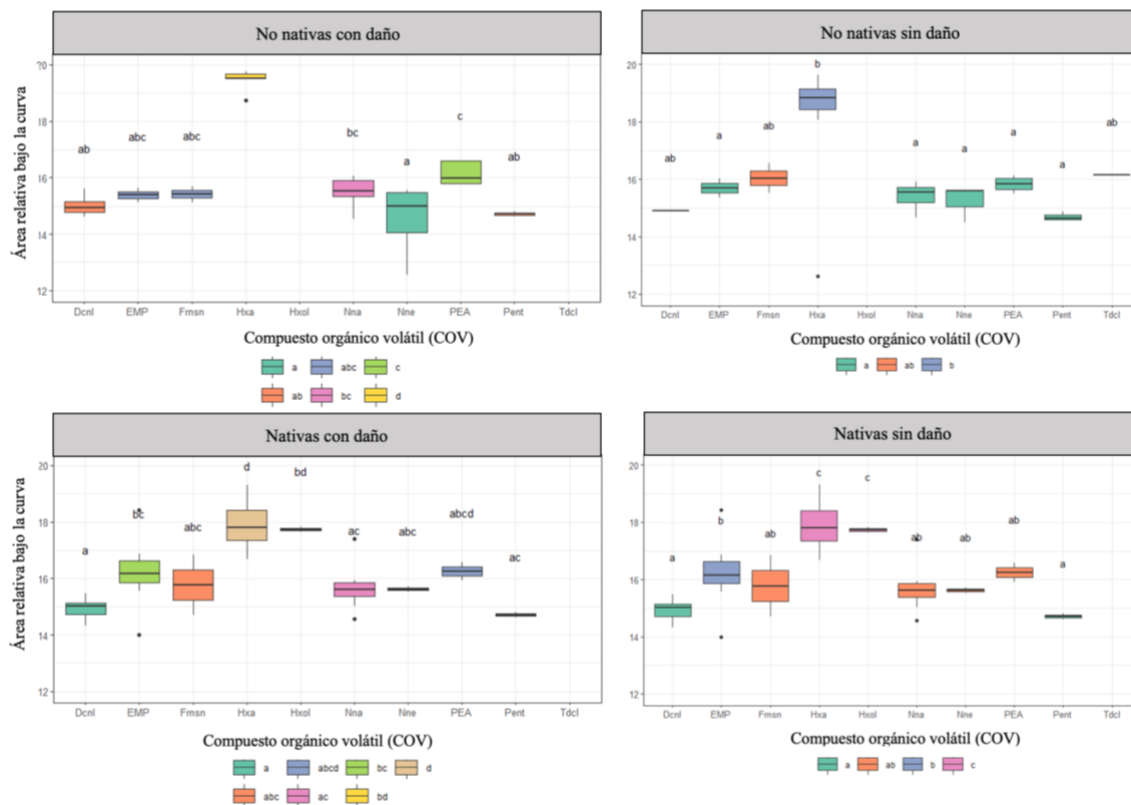 No nativas con daño
No nativas sin daño
Área relativa bajo la curva
20
18
16
14
12
ab
abc
abc
bc
a
c
ab
Dcnl EMP Frnsn Hxa Hxol Nna Nne PEA Pent Tdcl
Compuesto orgánico volátil (COV)
a abc c
ab bc d
20
18
16
14
12
ab
a
ab
b
a
a
a
a
ab
Dcnl EMP Frnsn Hxa Hxol Nna Nne PEA Pent Tdcl
Compuesto orgánico volátil (COV)
a ab b
Nativas con daño
Nativas sin daño
Área relativa bajo la curva
20
18
16
14
12
a
bc
abc
d
bd
ac
abc
abcd
ac
Dcnl EMP Frnsn Hxa Hxol Nna Nne PEA Pent Tdcl
Compuesto orgánico volátil (COV)
a abcd bc d
abc ac bd
20
18
16
14
12
a
b
ab
c
c
ab
ab
ab
a
Dcnl EMP Frnsn Hxa Hxol Nna Nne PEA Pent Tdcl
Compuesto orgánico volátil (COV)
a ab b c